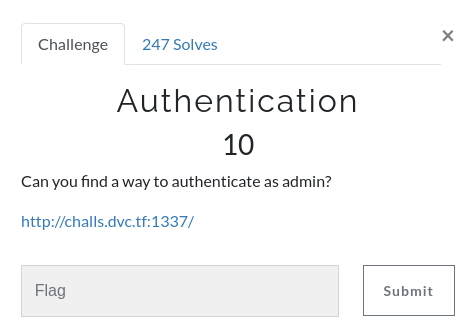 Challenge
247 Solves
×
Authentication
10
Can you find a way to authenticate as admin?
http://challs.dvc.tf:1337/
Flag
Submit